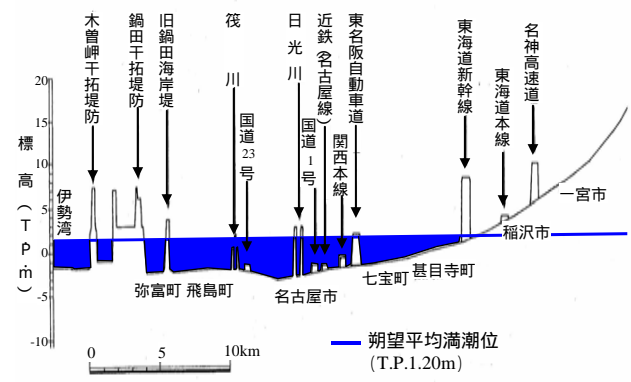 木曽岬干拓堤防
鍋田干拓堤防
旧鍋田海岸堤
筏川
国道23号
日光川
国道1号
近鉄(名古屋線)
関西本線
東名阪自動車道
東海道新幹線
東海道本線
名神高速道
標高(T.P.m)
20
15
10
5
0
-5
-10
伊勢湾
弥富町
飛島町
名古屋市
七宝町
甚目寺町
稲沢市
一宮市
0 5 10km
朔望平均満潮位
(T.P.1.20m)